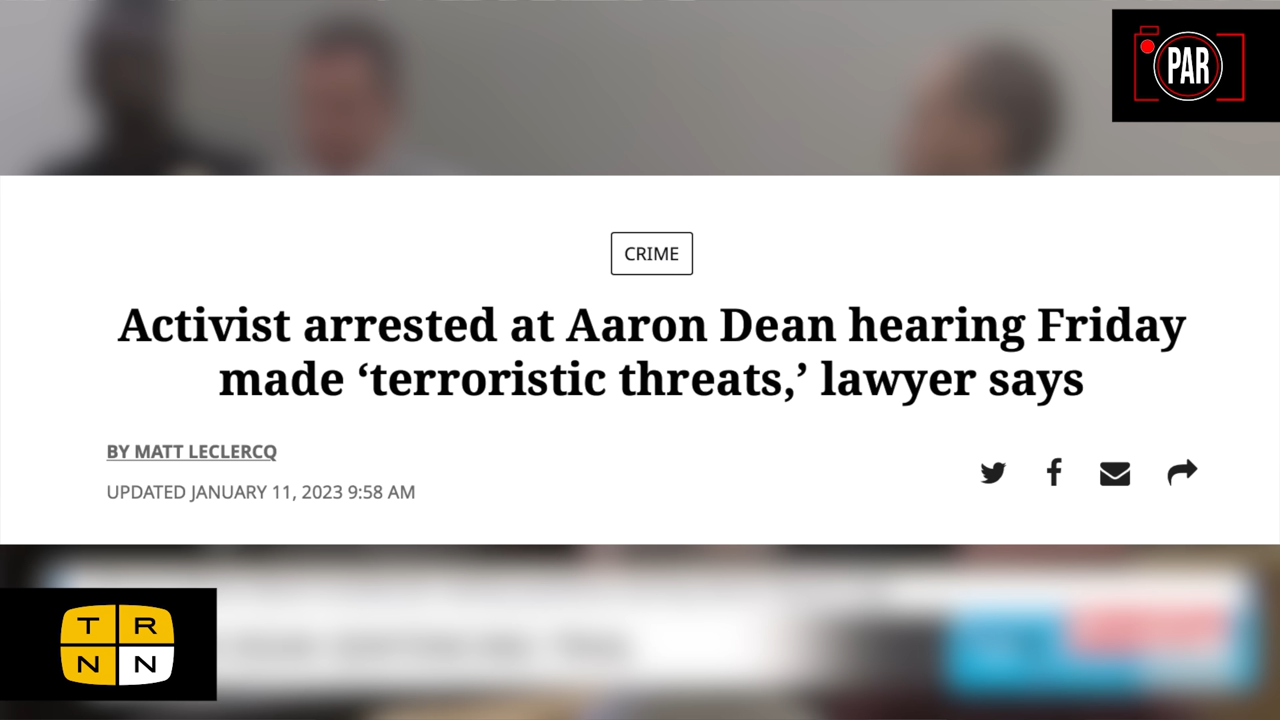 PAR
CRIME
Activist arrested at Aaron Dean hearing Friday
made ‘terroristic threats,’ lawyer says
BY MATT LECLERCQ
UPDATED JANUARY 11, 2023 9:58 AM
T R
N N